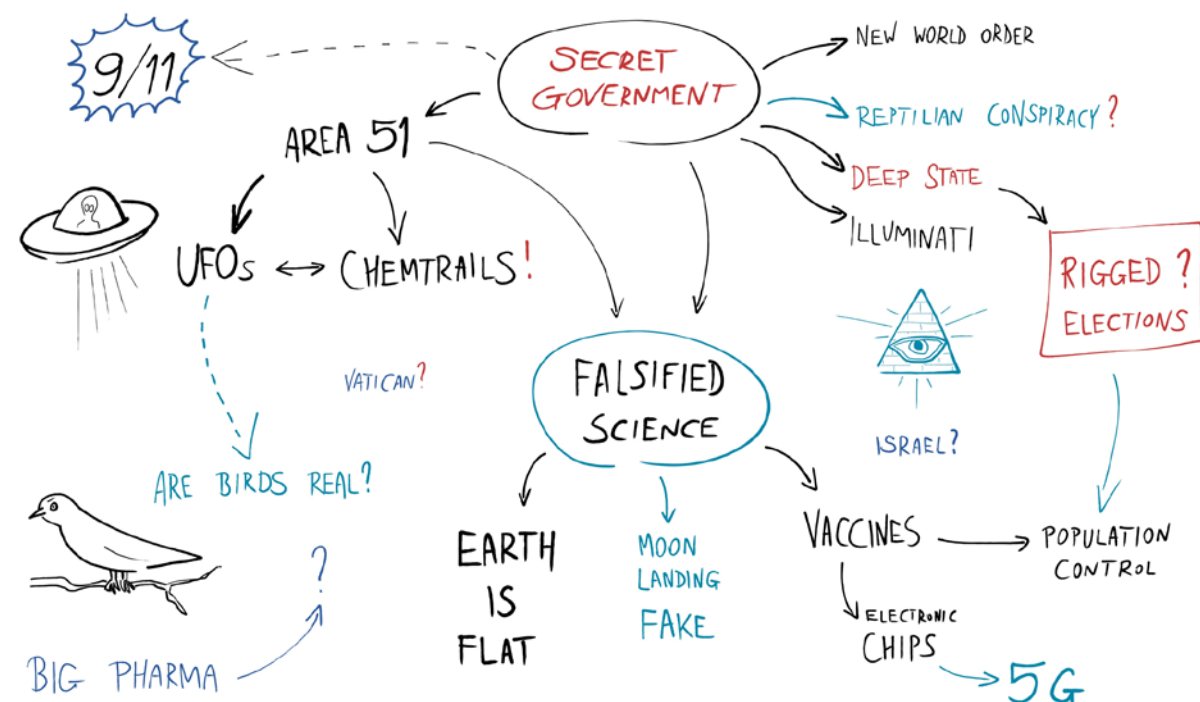 9/11
SECRET
GOVERNMENT
NEW WORLD ORDER
REPTILIAN CONSPIRACY?
AREA 51
DEEP STATE
ILLUMINATI
UFOs ↔ CHEMTRAILS!
RIGGED ?
ELECTIONS
VATICAN?
FALSIFIED
SCIENCE
ISRAEL?
ARE BIRDS REAL?
EARTH
IS
FLAT
MOON
LANDING
FAKE
VACCINES
POPULATION
CONTROL
ELECTRONIC
CHIPS
5G
?
BIG PHARMA